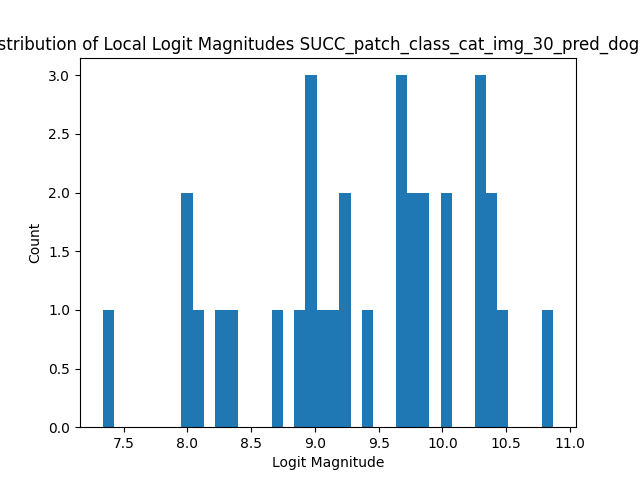 stribution of Local Logit Magnitudes SUCC_patch_class_cat_img_30_pred_dog
3.0
2.5
2.0
1.5
1.0
0.5
0.0
Count
7.5 8.0 8.5 9.0 9.5 10.0 10.5 11.0
Logit Magnitude